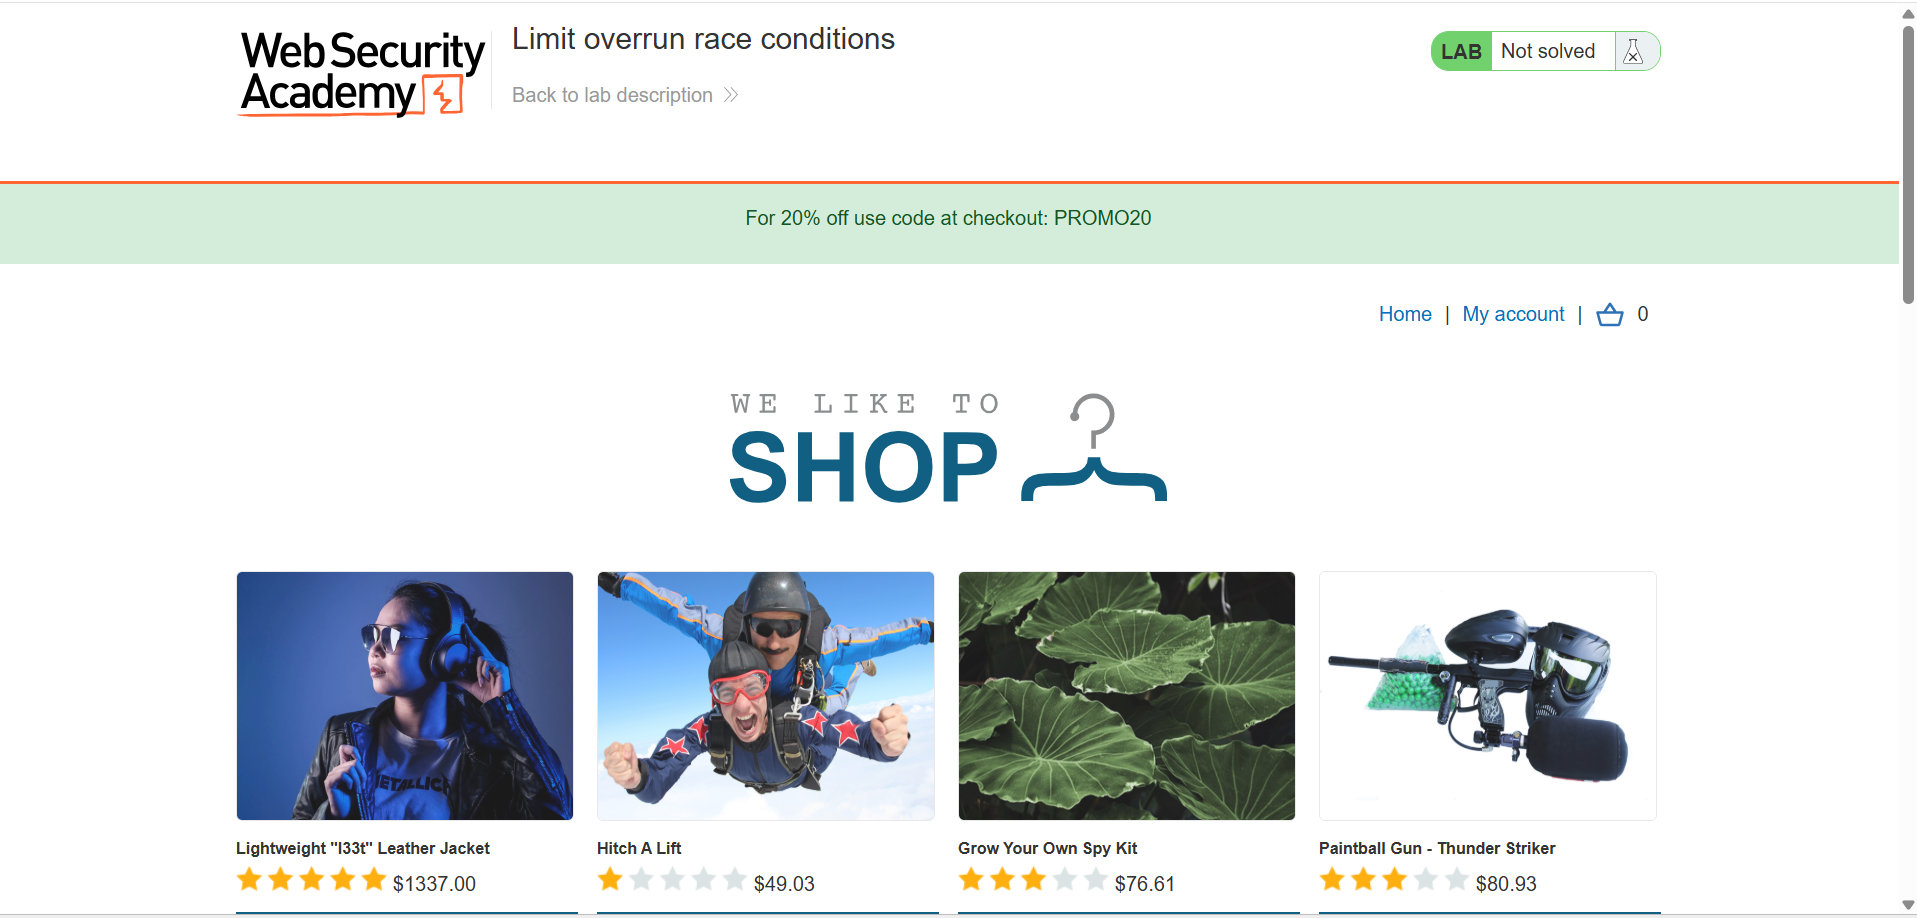 Web Security
Academy
Limit overrun race conditions
Back to lab description
LAB Not solved
For 20% off use code at checkout: PROMO20
Home | My account | 0
WE LIKE TO
SHOP
METALLICA
Lightweight "l33t" Leather Jacket
$1337.00
Hitch A Lift
$49.03
Grow Your Own Spy Kit
$76.61
Paintball Gun - Thunder Striker
$80.93